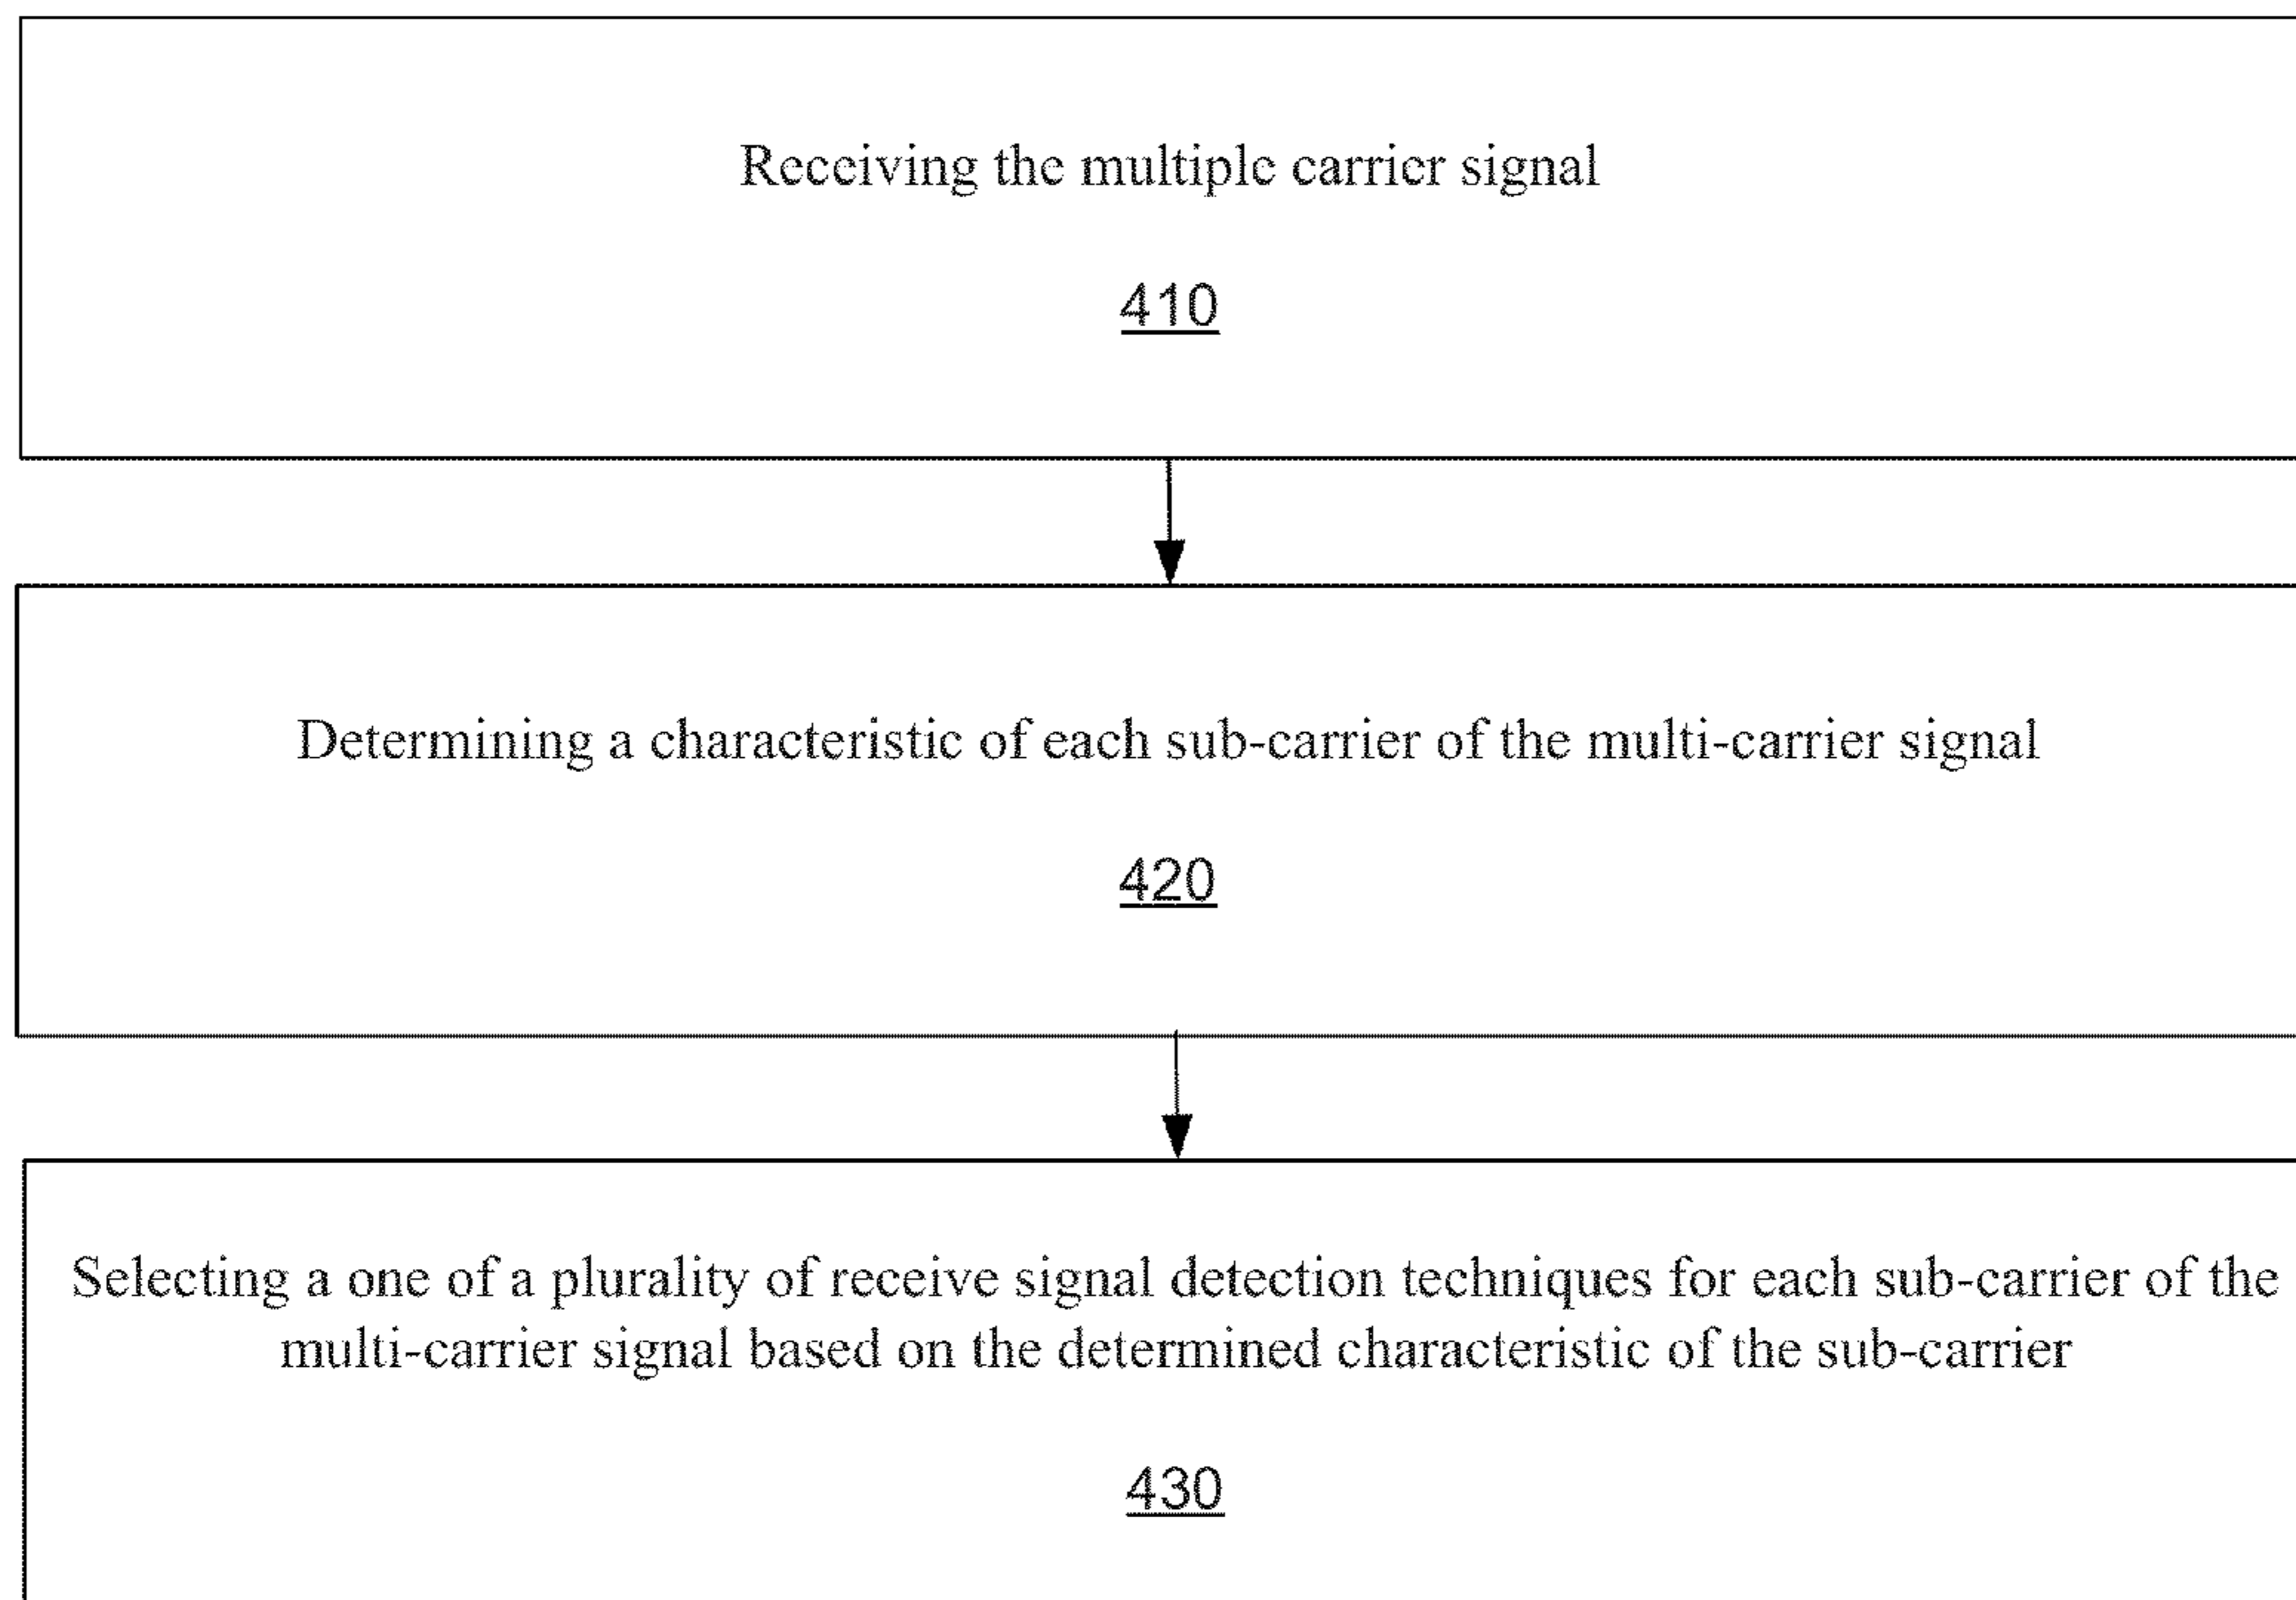 Receiving the multiple carrier signal
410
Determining a characteristic of each sub-carrier of the multi-carrier signal
420
Selecting a one of a plurality of receive signal detection techniques for each sub-carrier of the
multi-carrier signal based on the determined characteristic of the sub-carrier
430